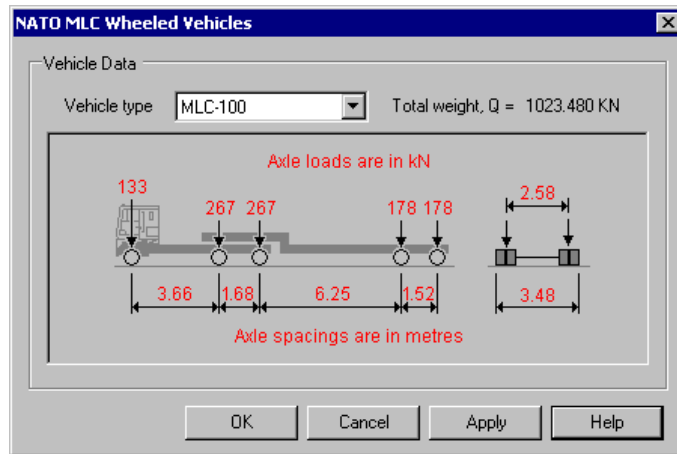 NATO MLC Wheeled Vehicles
Vehicle Data
Vehicle type MLC-100 Total weight, Q = 1023.480 KN
Axle loads are in kN
133
267 267 178 178
2.58
3.66 1.68 6.25 1.52 3.48
Axle spacings are in metres
OK Cancel Apply Help